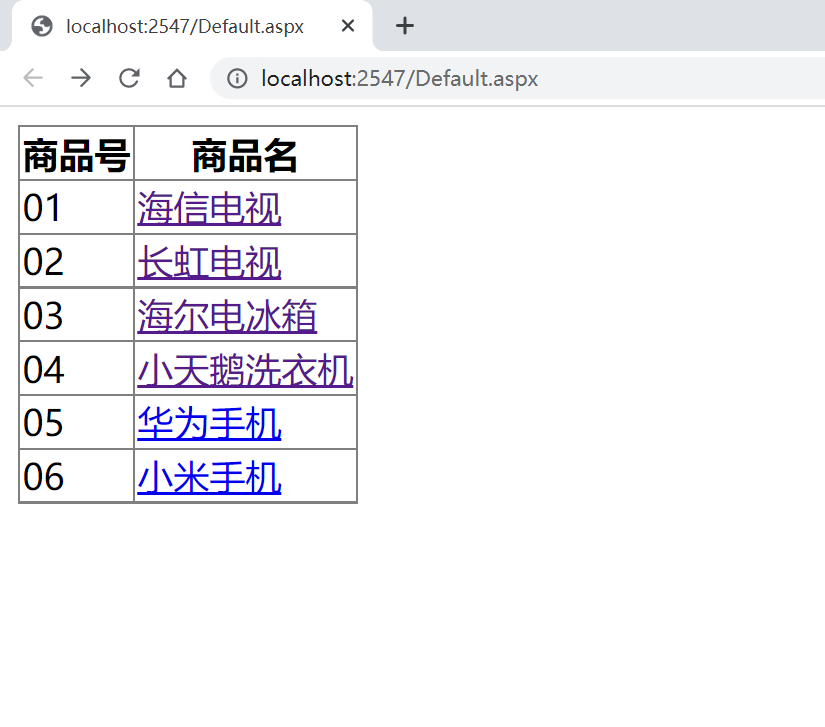 localhost:2547/Default.aspx
localhost:2547/Default.aspx
商品号 商品名
01 海信电视
02 长虹电视
03 海尔电冰箱
04 小天鹅洗衣机
05 华为手机
06 小米手机